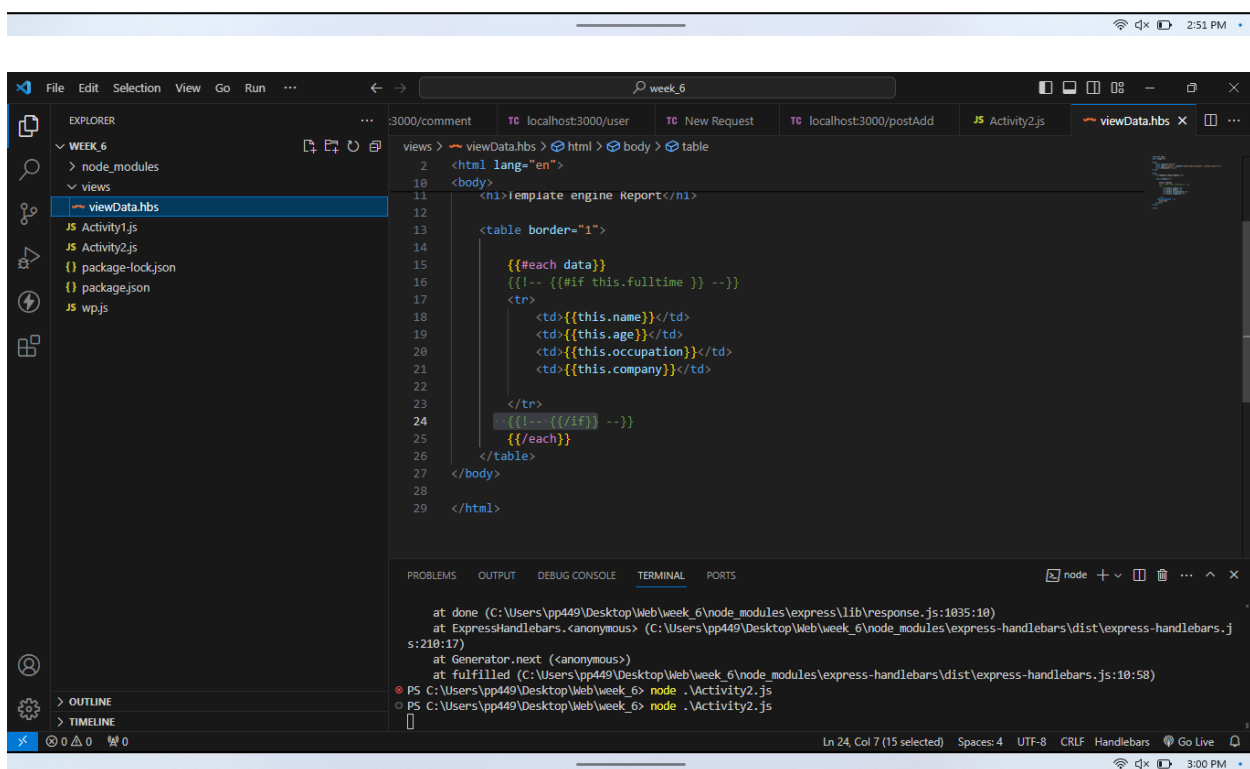 2:51 PM
File Edit Selection View Go Run ···
week_6
EXPLORER ···
:3000/comment TC localhost:3000/user TC New Request TC localhost:3000/postAdd JS Activity2.js viewData.hbs
WEEK_6
views > viewData.hbs > html > body > table
> node_modules
views
viewData.hbs
JS Activity1.js
JS Activity2.js
{} package-lock.json
{} package.json
JS wp.js
2 <html lang="en">
10 <body>
11 <h1>Template engine Report</h1>
12
13 <table border="1">
14
15 {{#each data}}
16 {{!-- {{#if this.fulltime }} --}}
17 <tr>
18 <td>{{this.name}}</td>
19 <td>{{this.age}}</td>
20 <td>{{this.occupation}}</td>
21 <td>{{this.company}}</td>
22
23 </tr>
24 {{!-- {{/if}} --}}
25 {{/each}}
26 </table>
27 </body>
28
29 </html>
PROBLEMS OUTPUT DEBUG CONSOLE TERMINAL PORTS
node
at done (C:\Users\pp449\Desktop\Web\week_6\node_modules\express\lib\response.js:1035:10)
at ExpressHandlebars.<anonymous> (C:\Users\pp449\Desktop\Web\week_6\node_modules\express-handlebars\dist\express-handlebars.j
s:210:17)
at Generator.next (<anonymous>)
at fulfilled (C:\Users\pp449\Desktop\Web\week_6\node_modules\express-handlebars\dist\express-handlebars.js:10:58)
PS C:\Users\pp449\Desktop\Web\week_6> node .\Activity2.js
PS C:\Users\pp449\Desktop\Web\week_6> node .\Activity2.js
> OUTLINE
> TIMELINE
0 0 0
Ln 24, Col 7 (15 selected) Spaces: 4 UTF-8 CRLF Handlebars Go Live
3:00 PM